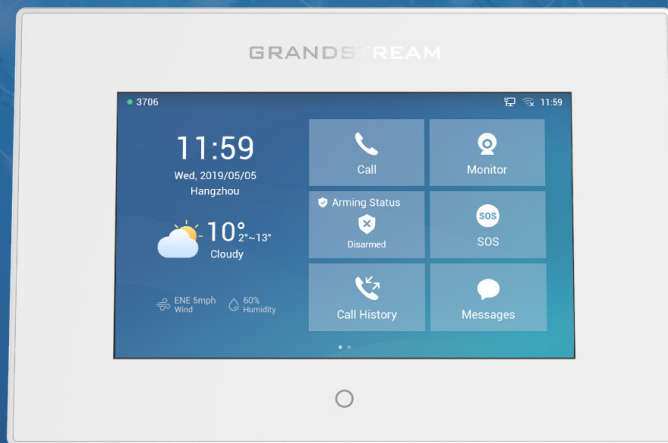 GRANDSTREAM
3706
11:59
11:59
Wed, 2019/05/05
Hangzhou
10°
2°~13°
Cloudy
ENE 5mph
Wind
60%
Humidity
Call
Monitor
Arming Status
Disarmed
SOS
SOS
Call History
Messages